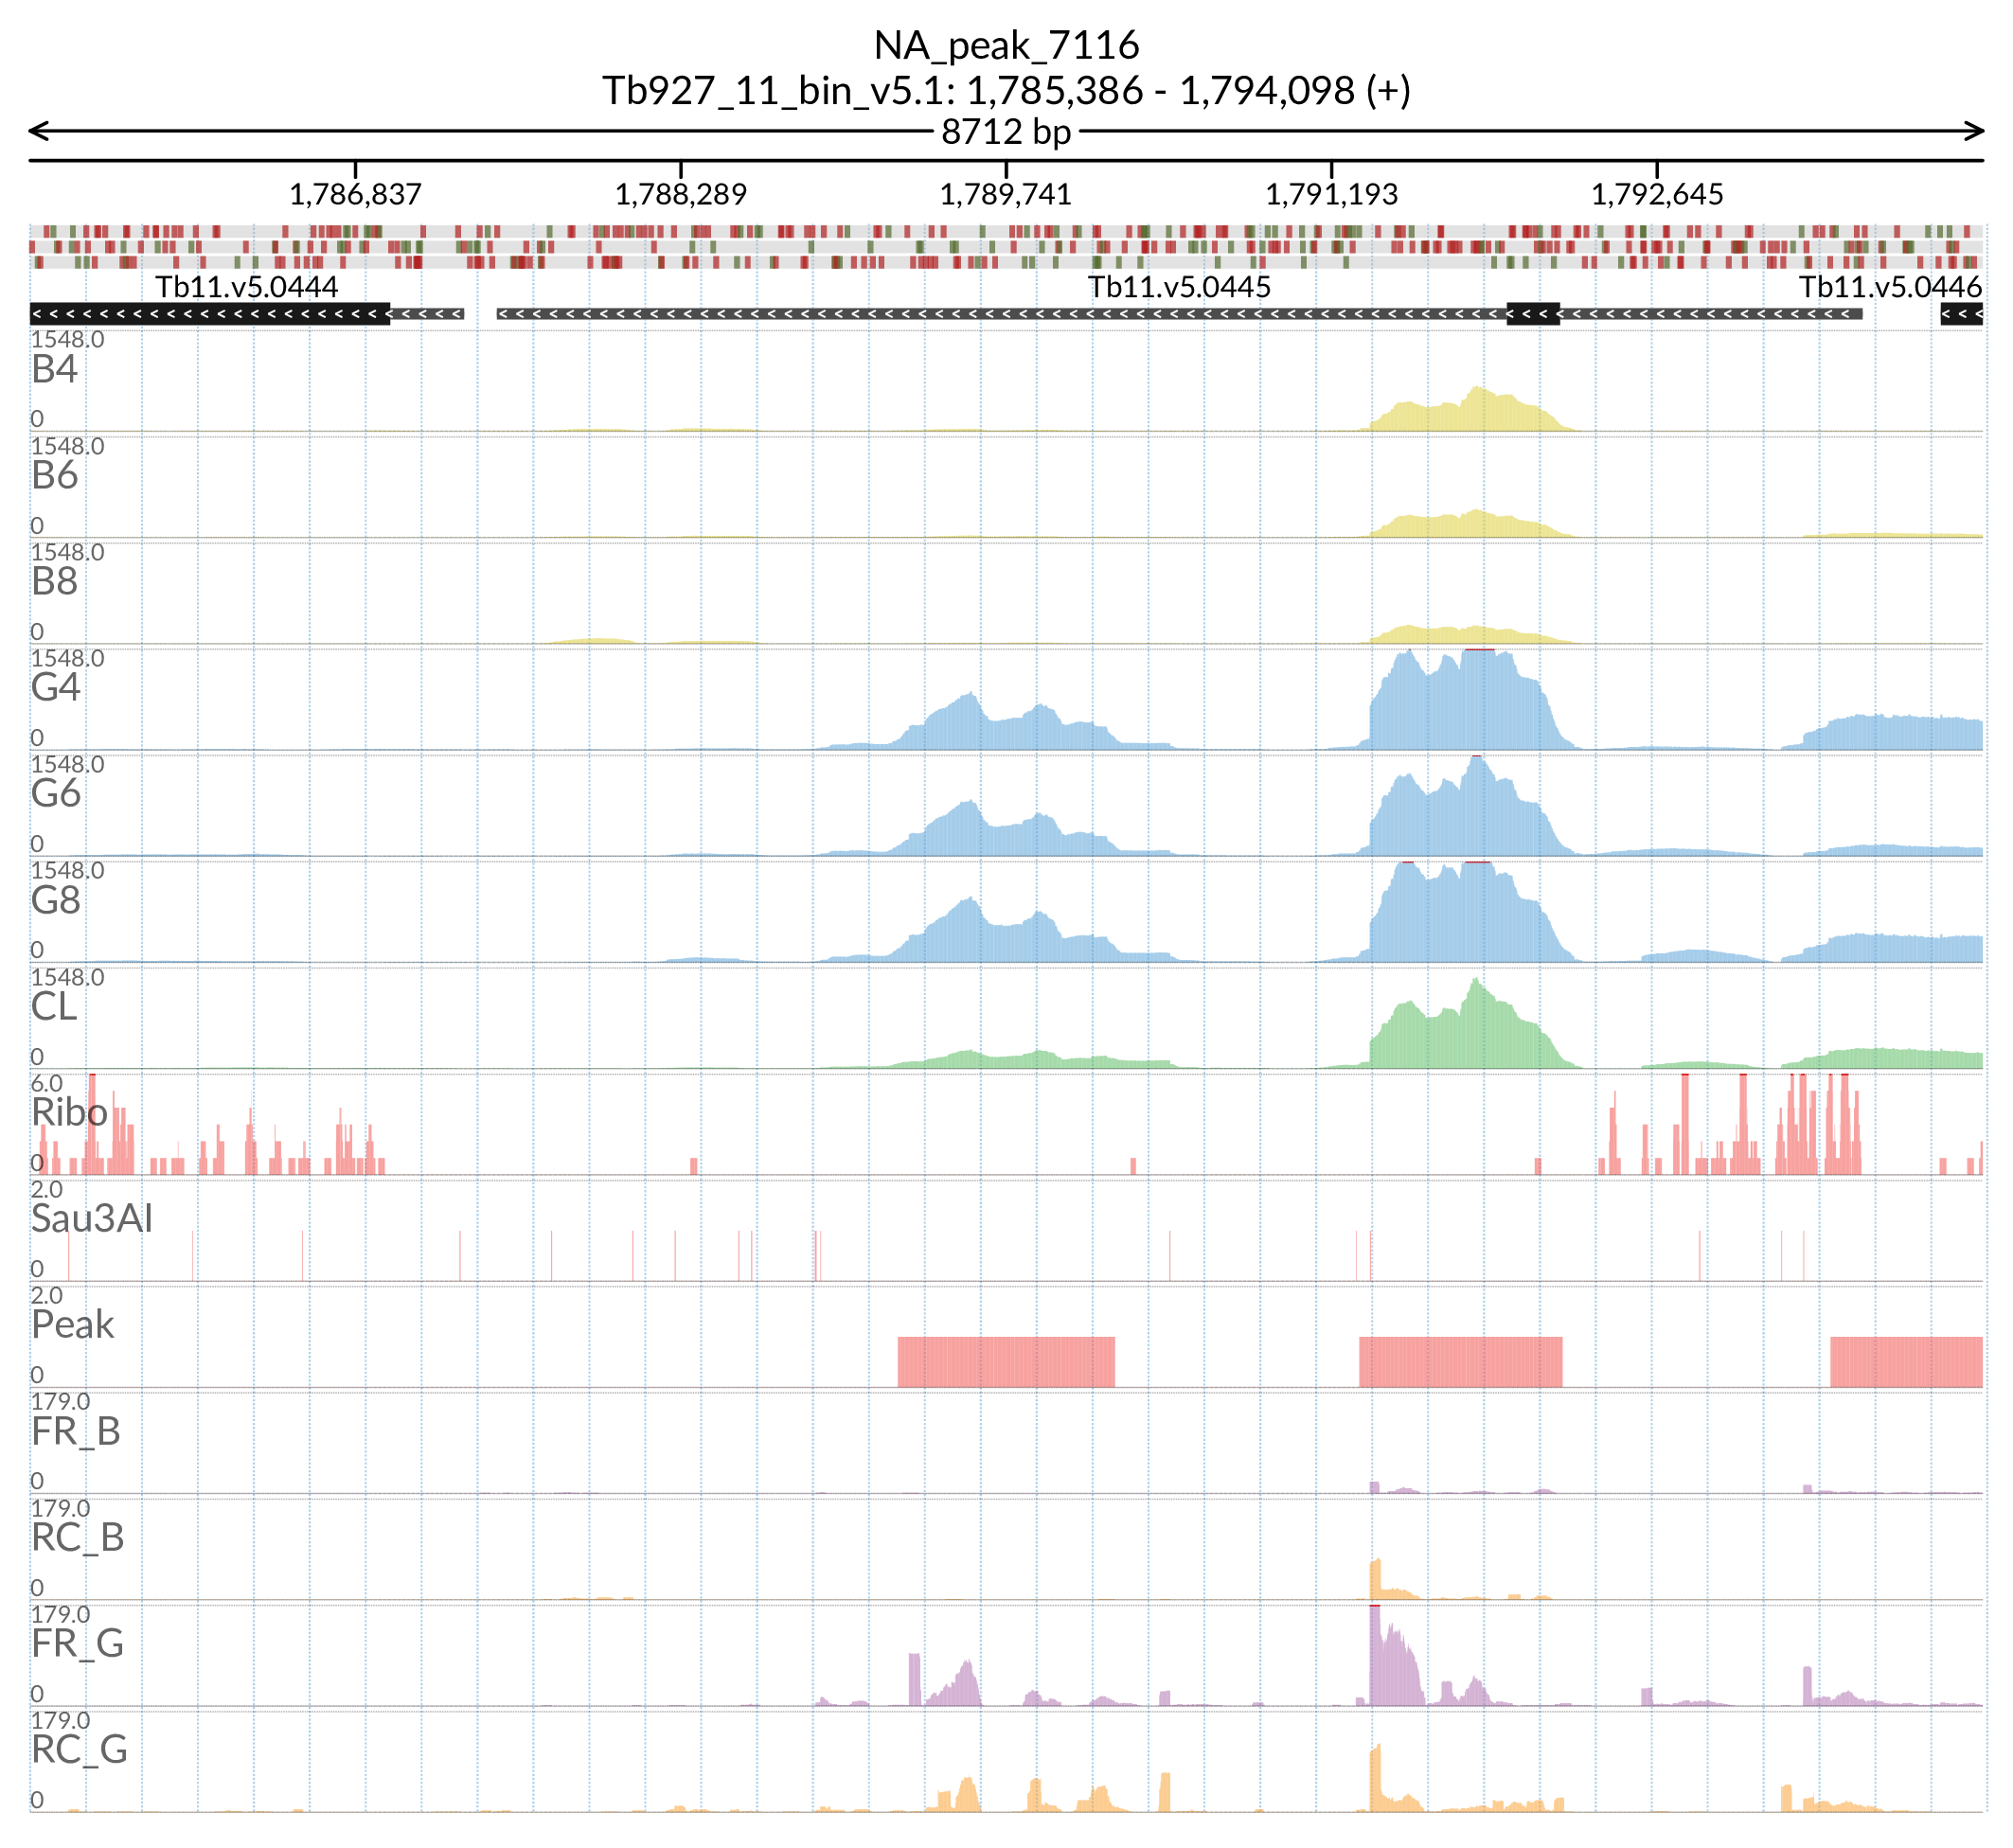 NA_peak_7116
Tb927_11_bin_v5.1: 1,785,386 - 1,794,098 (+)
8712 bp
1,786,837 1,788,289 1,789,741 1,791,193 1,792,645
Tb11.v5.0444 Tb11.v5.0445 Tb11.v5.0446
1548.0
B4
0
1548.0
B6
0
1548.0
B8
0
1548.0
G4
0
1548.0
G6
0
1548.0
G8
0
1548.0
CL
0
6.0
Ribo
0
2.0
Sau3AI
0
2.0
Peak
0
179.0
FR_B
0
179.0
RC_B
0
179.0
FR_G
0
179.0
RC_G
0